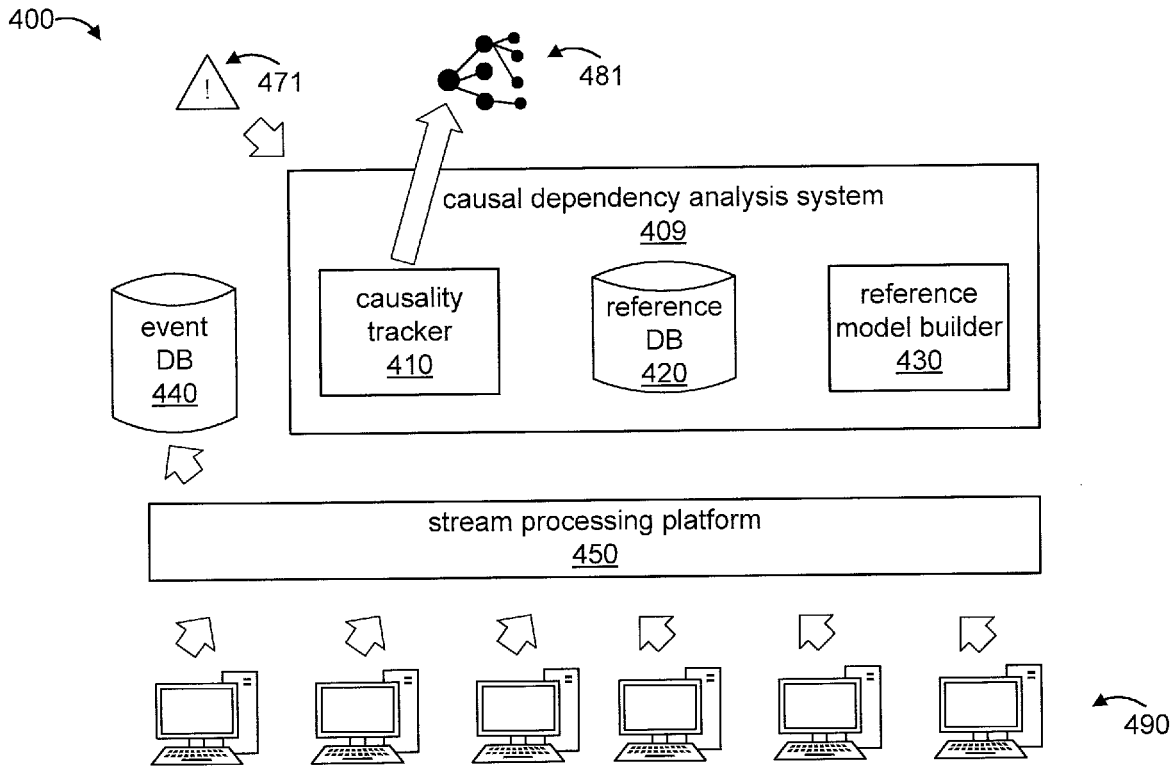 400
471
!
481
causal dependency analysis system
409
event
DB
440
causality
tracker
410
reference
DB
420
reference
model builder
430
stream processing platform
450
490